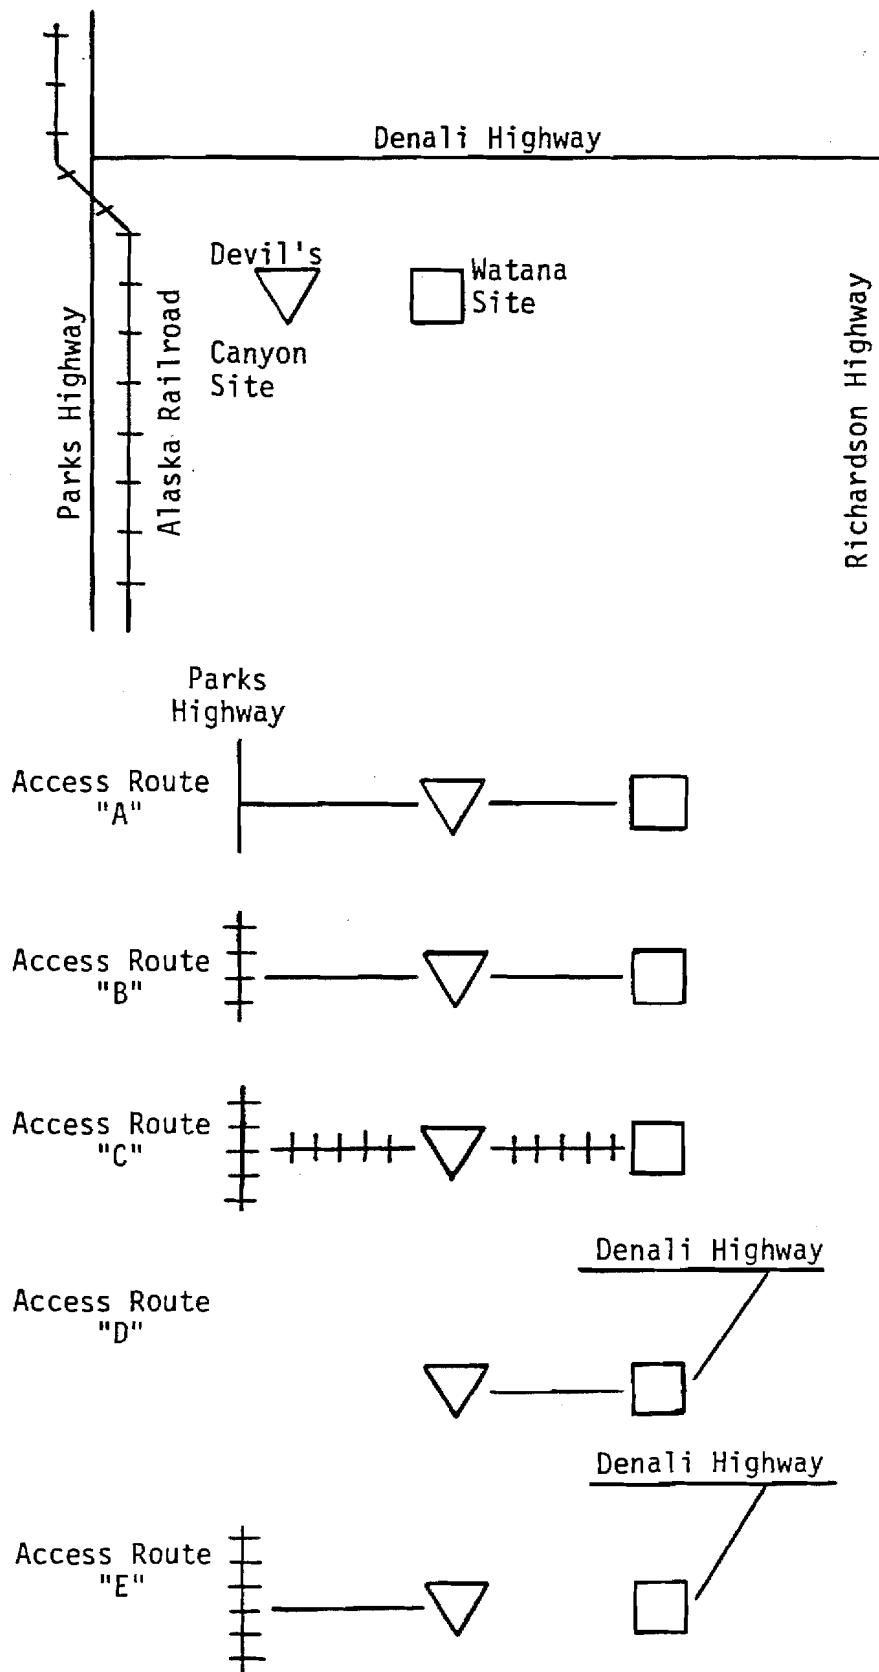 Denali Highway
Devil's
Canyon
Site
Watana
Site
Parks Highway
Alaska Railroad
Richardson Highway
Parks
Highway
Access Route
"A"
Access Route
"B"
Access Route
"C"
Denali Highway
Access Route
"D"
Denali Highway
Access Route
"E"